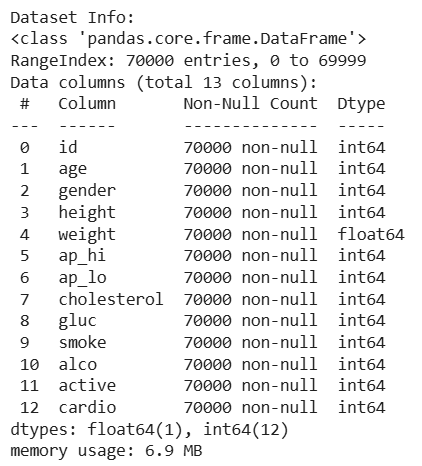 Dataset Info:
<class 'pandas.core.frame.DataFrame'>
RangeIndex: 70000 entries, 0 to 69999
Data columns (total 13 columns):
 #   Column       Non-Null Count  Dtype
---  ------       --------------  -----
 0   id           70000 non-null  int64
 1   age          70000 non-null  int64
 2   gender       70000 non-null  int64
 3   height       70000 non-null  int64
 4   weight       70000 non-null  float64
 5   ap_hi        70000 non-null  int64
 6   ap_lo        70000 non-null  int64
 7   cholesterol  70000 non-null  int64
 8   gluc         70000 non-null  int64
 9   smoke        70000 non-null  int64
 10  alco         70000 non-null  int64
 11  active       70000 non-null  int64
 12  cardio       70000 non-null  int64
dtypes: float64(1), int64(12)
memory usage: 6.9 MB